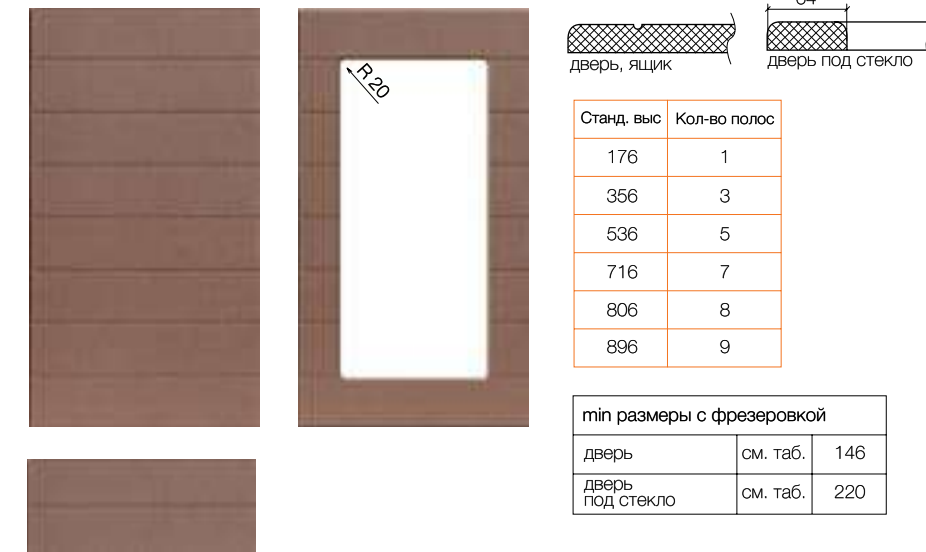 R 20
дверь, ящик
дверь под стекло
Станд. выс Кол-во полос
176 1
356 3
536 5
716 7
806 8
896 9
min размеры с фрезеровкой
дверь см. таб. 146
дверь
под стекло см. таб. 220